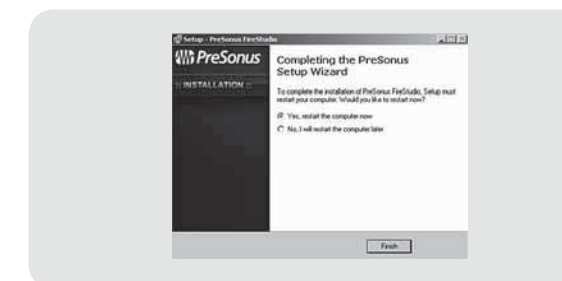 Setup - PreSonus FireStudio
PreSonus
:: INSTALLATION ::
Completing the PreSonus
Setup Wizard
To complete the installation of PreSonus FireStudio, Setup must
restart your computer. Would you like to restart now?
Yes, restart the computer now
No, I will restart the computer later
Finish